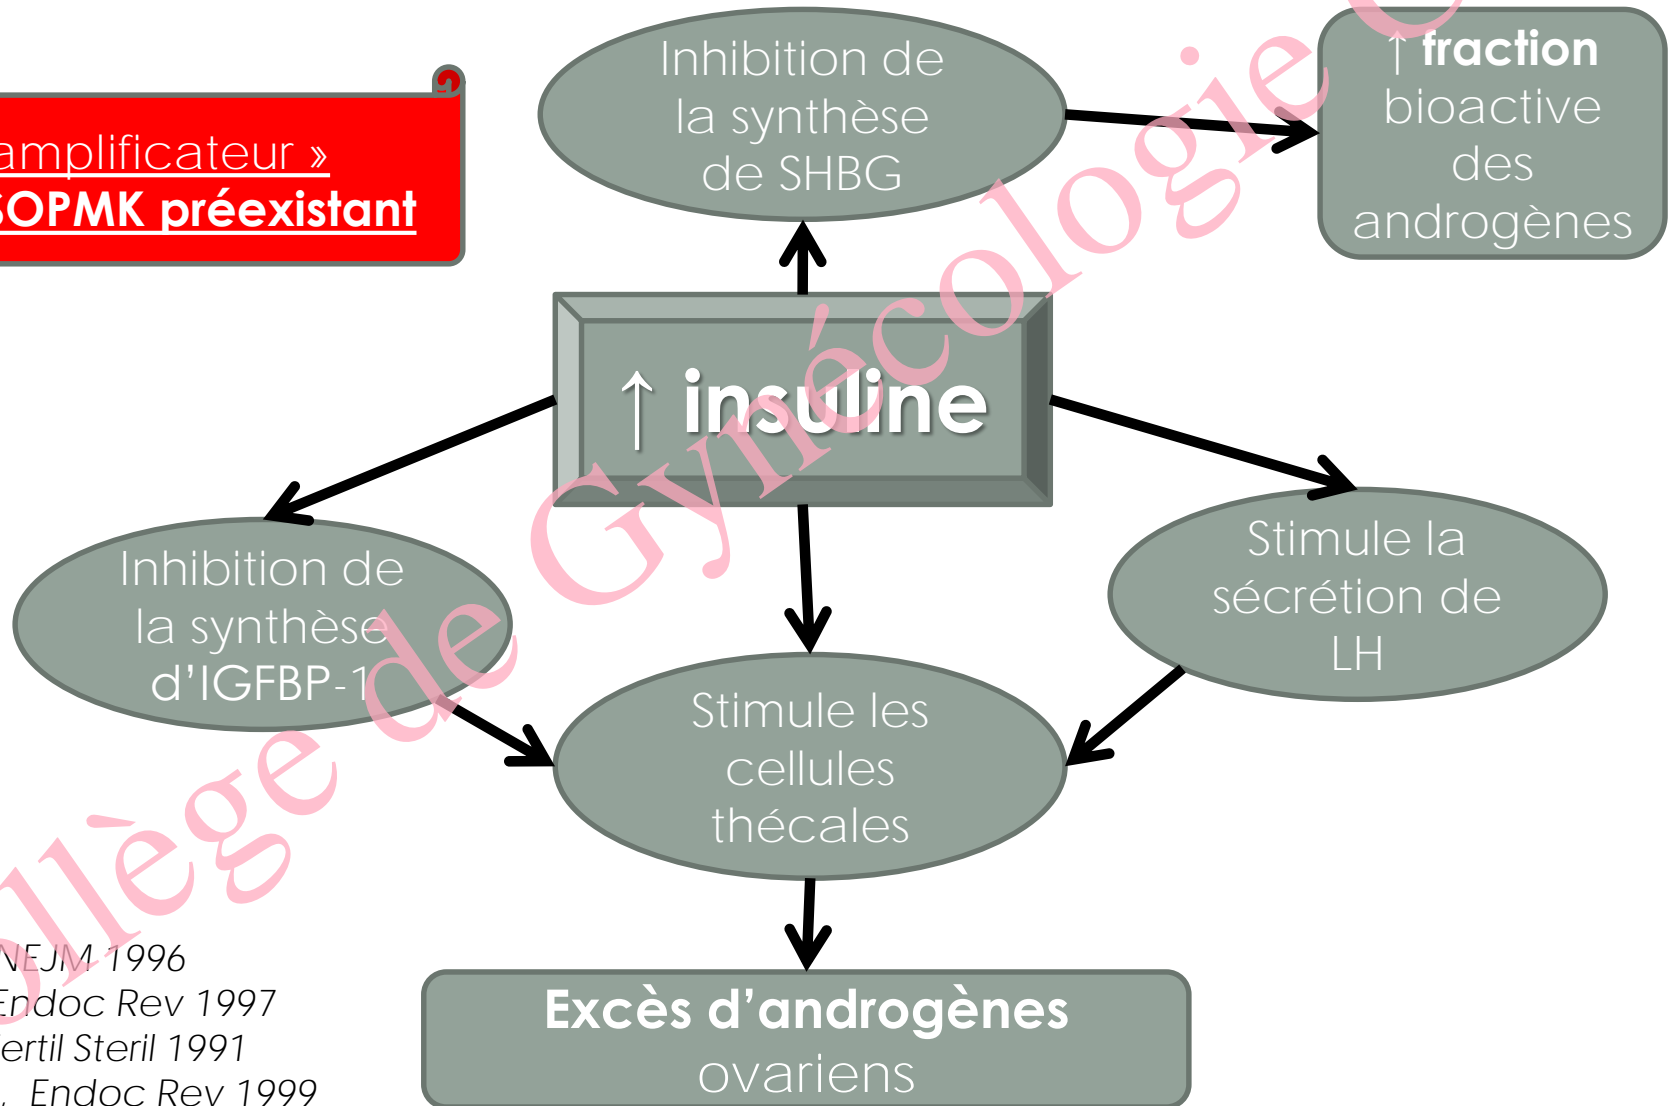 amplificateur »
SOPMK préexistant
Inhibition de
la synthèse
de SHBG
↑ fraction
bioactive
des
androgènes
↑ insuline
Inhibition de
la synthèse
d'IGFBP-1
Stimule les
cellules
thécales
Stimule la
sécrétion de
LH
Excès d'androgènes
ovariens
NEJM 1996
Endoc Rev 1997
Fertil Steril 1991
, Endoc Rev 1999
de Gynécologie